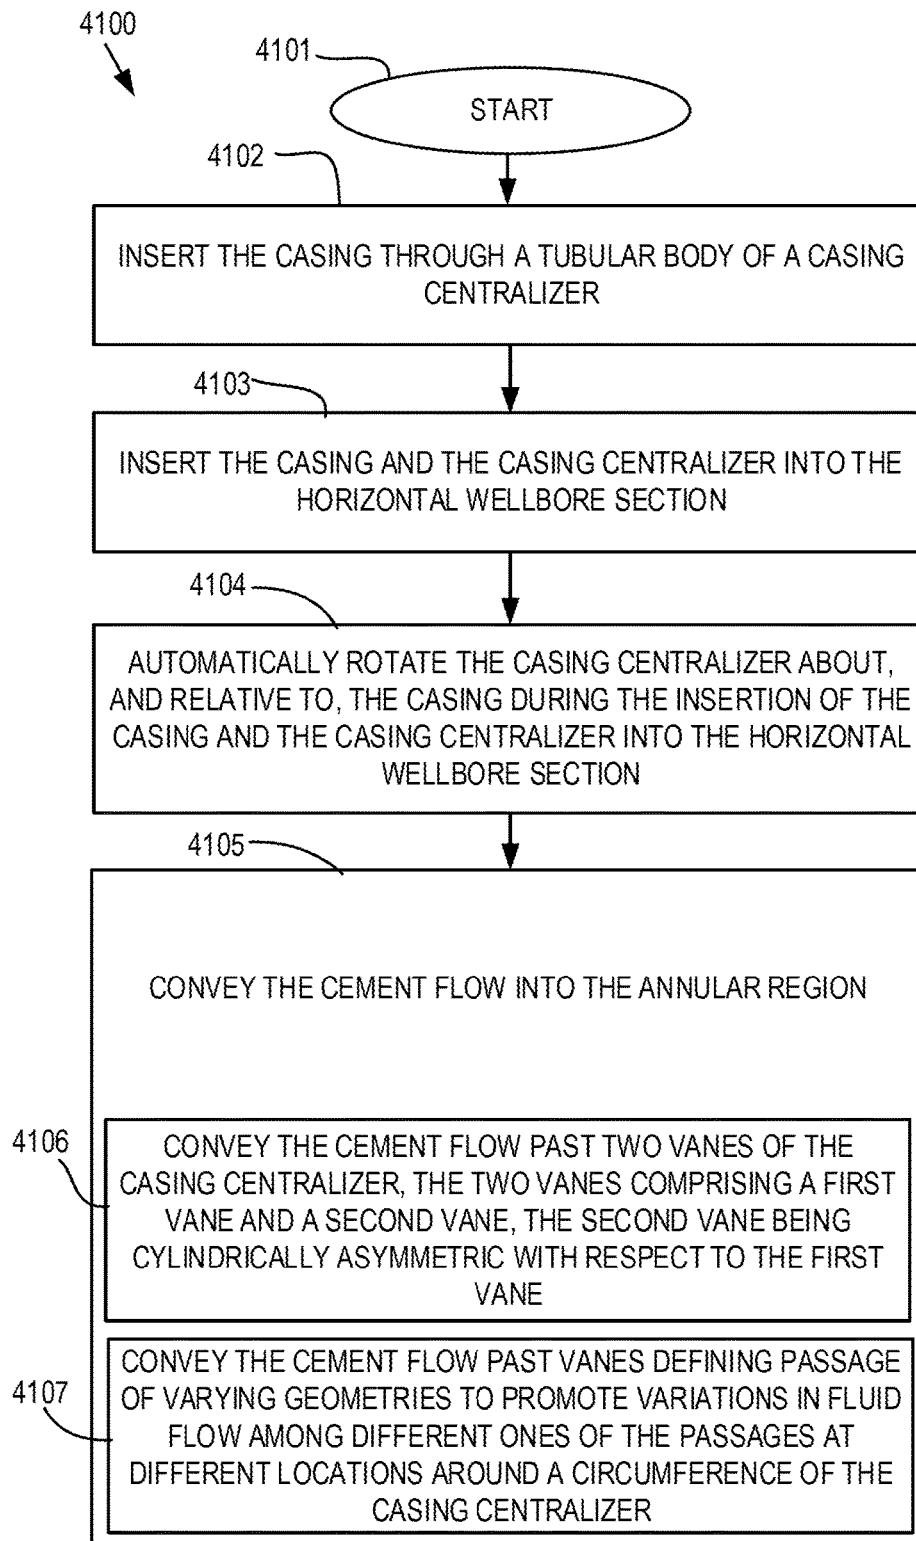 4100
4101
START
4102
INSERT THE CASING THROUGH A TUBULAR BODY OF A CASING
CENTRALIZER
4103
INSERT THE CASING AND THE CASING CENTRALIZER INTO THE
HORIZONTAL WELLBORE SECTION
4104
AUTOMATICALLY ROTATE THE CASING CENTRALIZER ABOUT,
AND RELATIVE TO, THE CASING DURING THE INSERTION OF THE
CASING AND THE CASING CENTRALIZER INTO THE HORIZONTAL
WELLBORE SECTION
4105
CONVEY THE CEMENT FLOW INTO THE ANNULAR REGION
4106
CONVEY THE CEMENT FLOW PAST TWO VANES OF THE
CASING CENTRALIZER, THE TWO VANES COMPRISING A FIRST
VANE AND A SECOND VANE, THE SECOND VANE BEING
CYLINDRICALLY ASYMMETRIC WITH RESPECT TO THE FIRST
VANE
4107
CONVEY THE CEMENT FLOW PAST VANES DEFINING PASSAGE
OF VARYING GEOMETRIES TO PROMOTE VARIATIONS IN FLUID
FLOW AMONG DIFFERENT ONES OF THE PASSAGES AT
DIFFERENT LOCATIONS AROUND A CIRCUMFERENCE OF THE
CASING CENTRALIZER